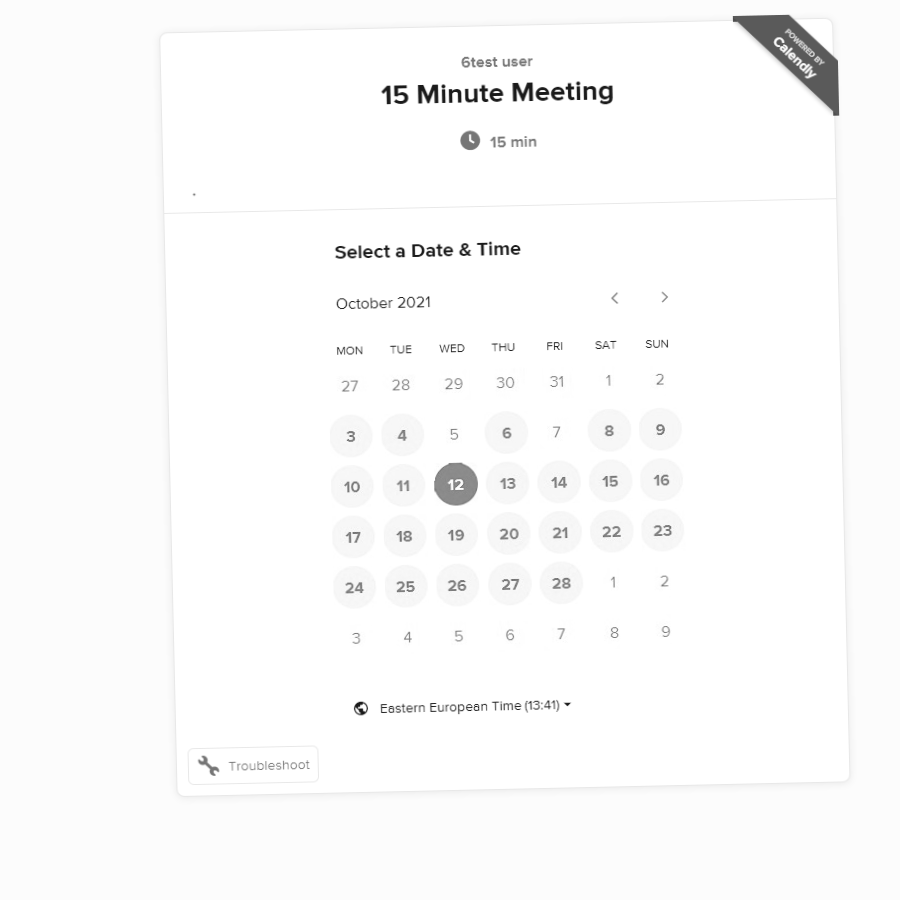 POWERED BY
Calendly
6test user
15 Minute Meeting
15 min
Select a Date & Time
October 2021
MON TUE WED THU FRI SAT SUN
27 28 29 30 31 1 2
3 4 5 6 7 8 9
10 11 12 13 14 15 16
17 18 19 20 21 22 23
24 25 26 27 28 1 2
3 4 5 6 7 8 9
Eastern European Time (13:41)
Troubleshoot